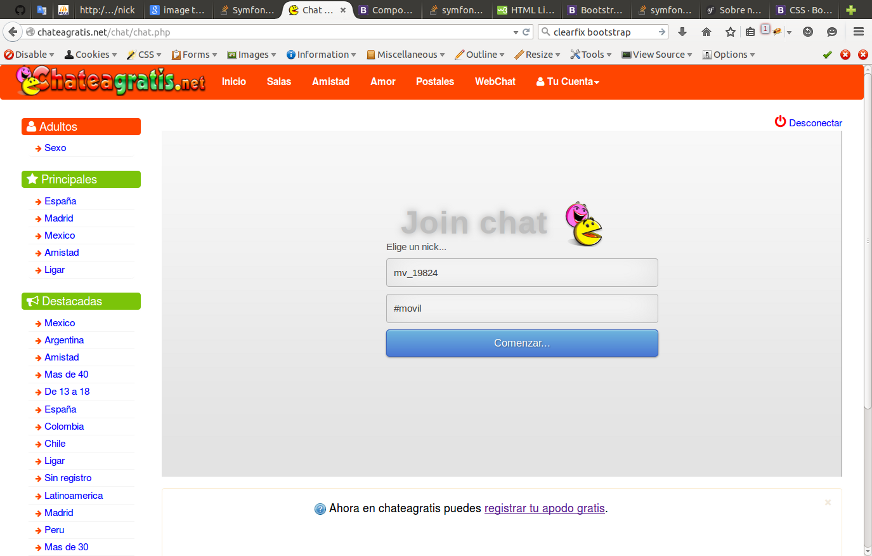 http:/…/nick
image t…
Symfon…
Chat …
Compo…
symfon…
HTML Li…
Bootstr…
symfon…
Sobre n…
CSS · Bo…
chateagratis.net/chat/chat.php
clearfix bootstrap
1
Disable
Cookies
CSS
Forms
Images
Information
Miscellaneous
Outline
Resize
Tools
View Source
Options
Chateagratis.net
Inicio
Salas
Amistad
Amor
Postales
WebChat
Tu Cuenta
Desconectar
Adultos
Sexo
Principales
España
Madrid
Mexico
Amistad
Ligar
Destacadas
Mexico
Argentina
Amistad
Mas de 40
De 13 a 18
España
Colombia
Chile
Ligar
Sin registro
Latinoamerica
Madrid
Peru
Mas de 30
Join chat
Elige un nick...
mv_19824
#movil
Comenzar...
Ahora en chateagratis puedes registrar tu apodo gratis.
×